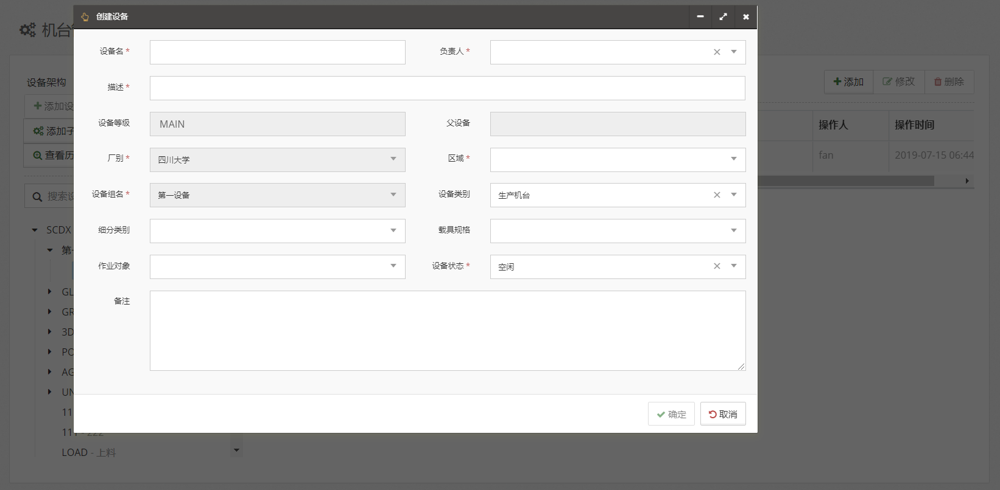 创建设备
机台
设备名 *
负责人 *
描述 *
设备等级 MAIN
父设备
厂别 * 四川大学
区域 *
设备组名 * 第一设备
设备类别 生产机台
细分类别
载具规格
作业对象
设备状态 * 空闲
备注
确定
取消
设备架构
添加设
添加子
查看历
搜索设
SCDX
第一
GL
GR
3D
PO
AG
UN
11
111 - 222
LOAD - 上料
添加
修改
删除
操作人
操作时间
fan
2019-07-15 06:44